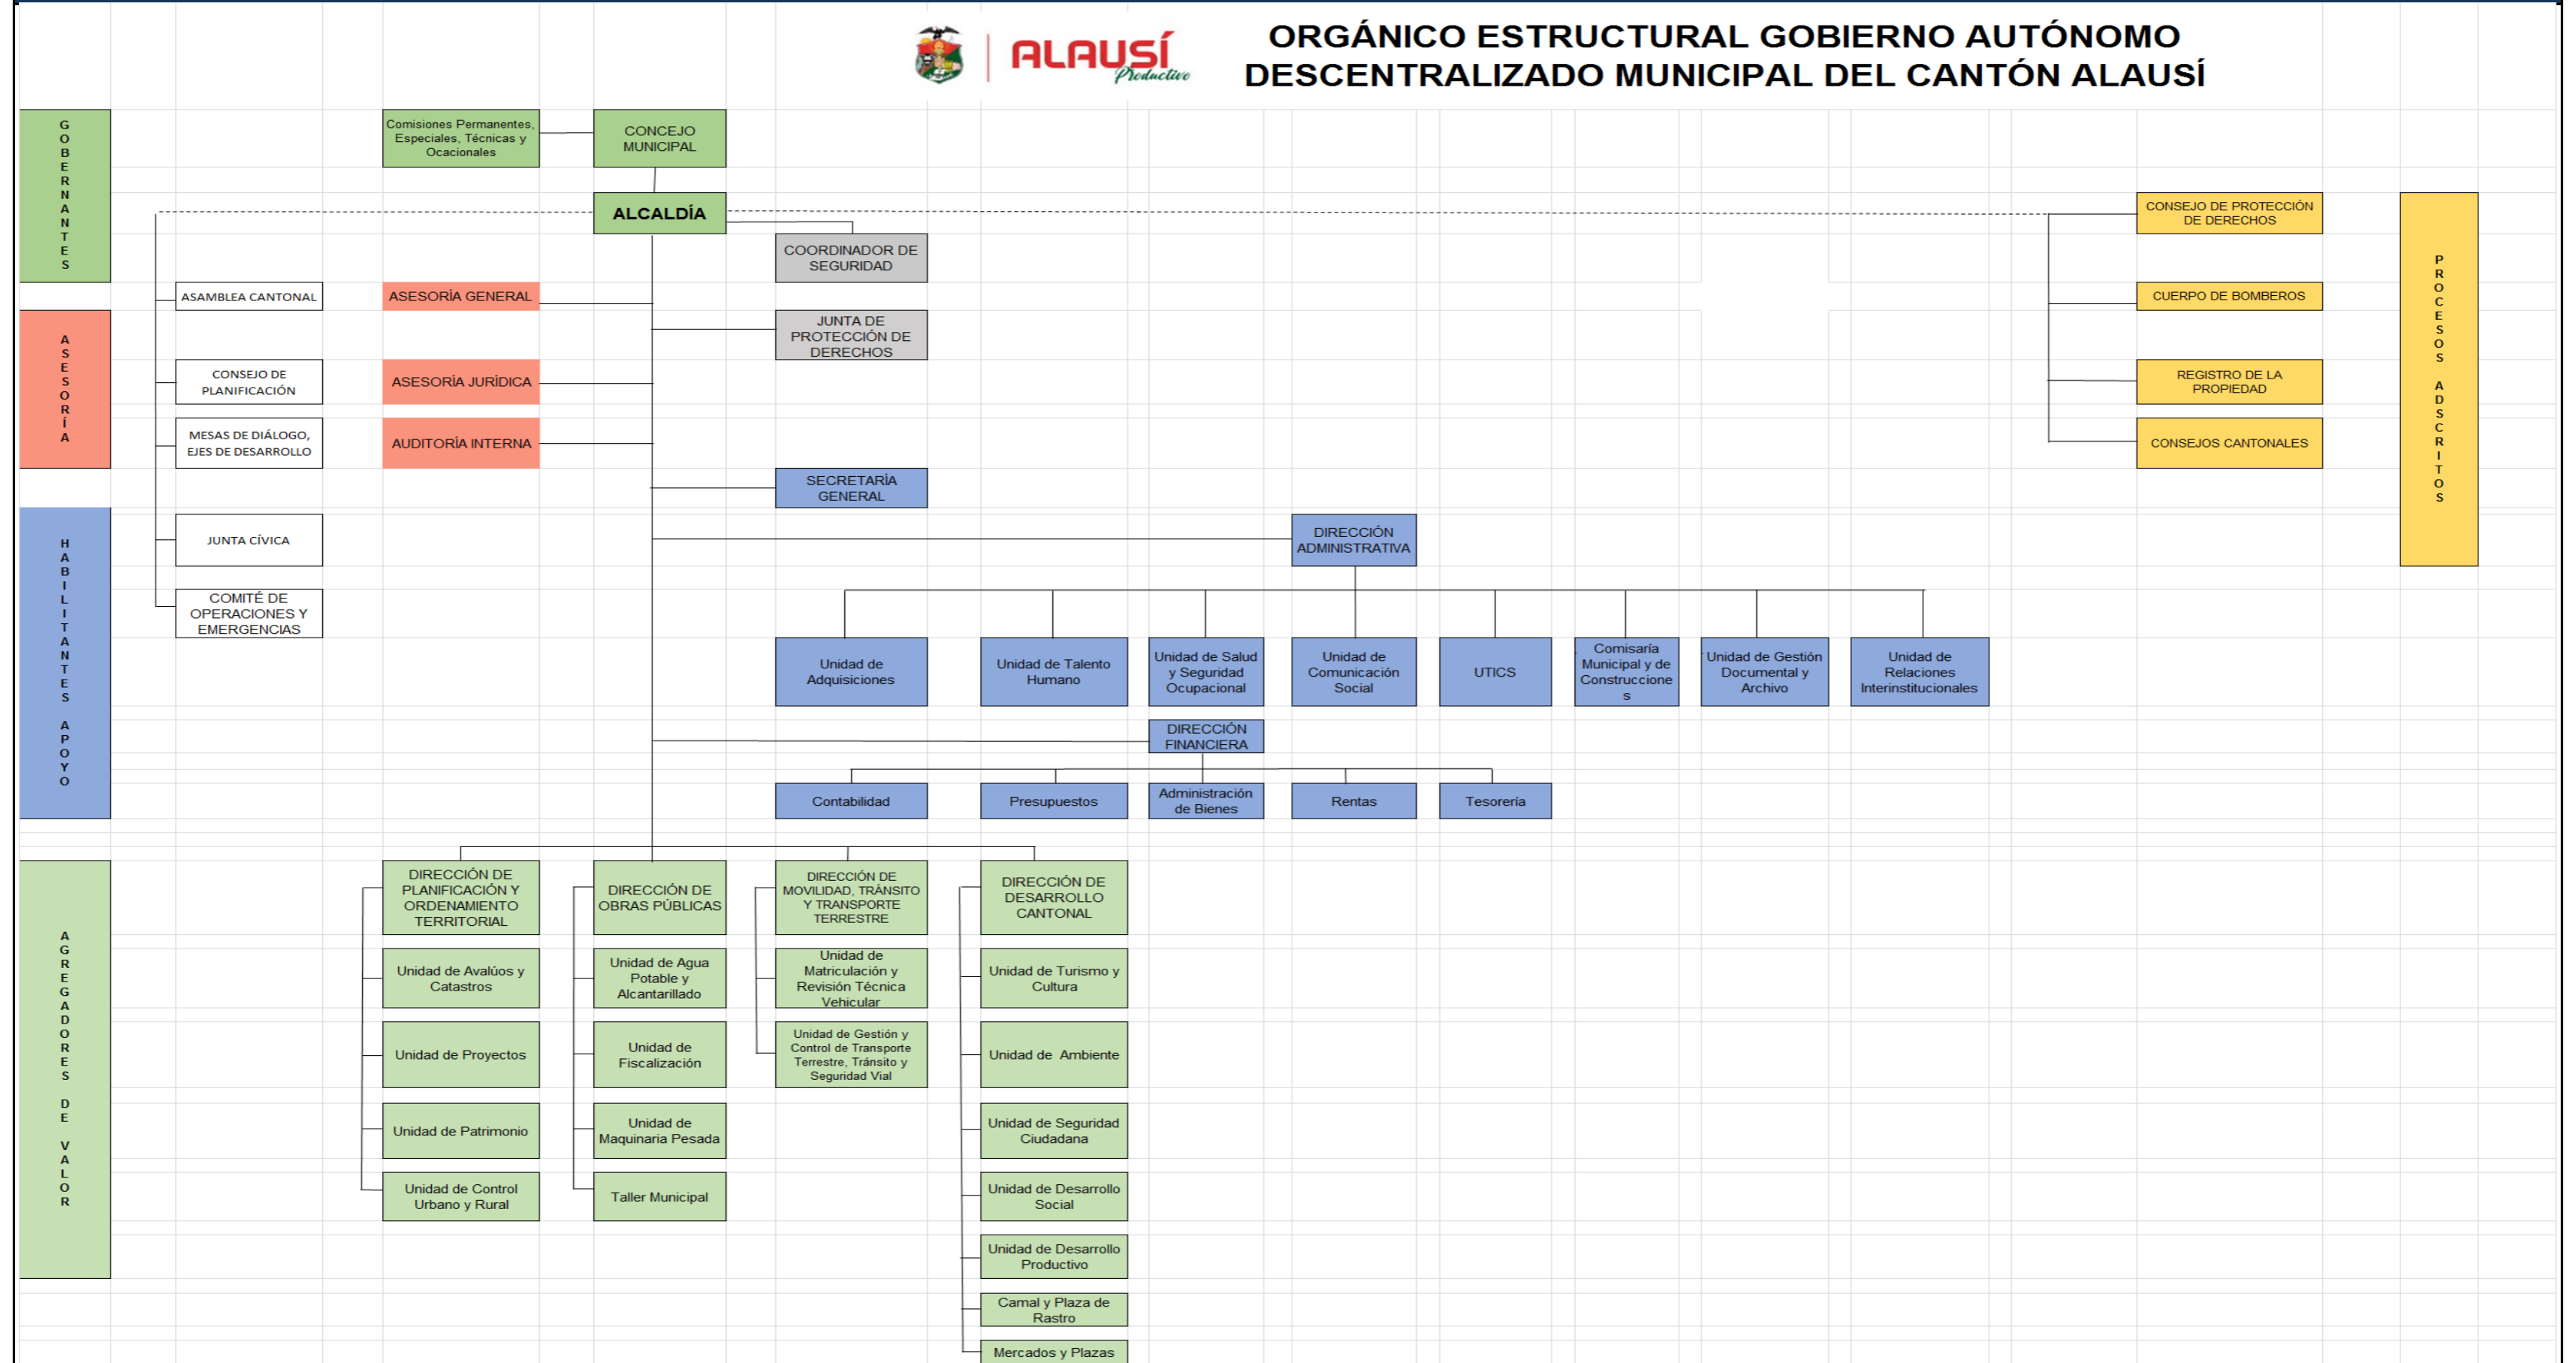 ALAUSÍ
Productivo
ORGÁNICO ESTRUCTURAL GOBIERNO AUTÓNOMO
DESCENTRALIZADO MUNICIPAL DEL CANTÓN ALAUSÍ
GOBERNANTES
Comisiones Permanentes,
Especiales, Técnicas y
Ocacionales
CONCEJO
MUNICIPAL
ALCALDÍA
COORDINADOR DE
SEGURIDAD
CONSEJO DE PROTECCIÓN
DE DERECHOS
PROCESOS ADSCRITOS
ASAMBLEA CANTONAL
ASESORÌA GENERAL
CUERPO DE BOMBEROS
ASESORÍA
JUNTA DE
PROTECCIÓN DE
DERECHOS
CONSEJO DE
PLANIFICACIÓN
ASESORÌA JURÌDICA
REGISTRO DE LA
PROPIEDAD
MESAS DE DIÁLOGO,
EJES DE DESARROLLO
AUDITORÌA INTERNA
CONSEJOS CANTONALES
SECRETARÌA
GENERAL
HABILITANTES APOYO
JUNTA CÍVICA
DIRECCIÓN
ADMINISTRATIVA
COMITÉ DE
OPERACIONES Y
EMERGENCIAS
Unidad de
Adquisiciones
Unidad de Talento
Humano
Unidad de Salud
y Seguridad
Ocupacional
Unidad de
Comunicación
Social
UTICS
Comisaría
Municipal y de
Construccione
s
Unidad de Gestión
Documental y
Archivo
Unidad de
Relaciones
Interinstitucionales
DIRECCIÓN
FINANCIERA
Contabilidad
Presupuestos
Administración
de Bienes
Rentas
Tesorería
AGREGADORES DE VALOR
DIRECCIÓN DE
PLANIFICACIÓN Y
ORDENAMIENTO
TERRITORIAL
DIRECCIÓN DE
OBRAS PÚBLICAS
DIRECCIÓN DE
MOVILIDAD, TRÁNSITO
Y TRANSPORTE
TERRESTRE
DIRECCIÓN DE
DESARROLLO
CANTONAL
Unidad de Avalúos y
Catastros
Unidad de Agua
Potable y
Alcantarillado
Unidad de
Matriculación y
Revisión Técnica
Vehicular
Unidad de Turismo y
Cultura
Unidad de Proyectos
Unidad de
Fiscalización
Unidad de Gestión y
Control de Transporte
Terrestre, Tránsito y
Seguridad Vial
Unidad de  Ambiente
Unidad de Patrimonio
Unidad de
Maquinaria Pesada
Unidad de Seguridad
Ciudadana
Unidad de Control
Urbano y Rural
Taller Municipal
Unidad de Desarrollo
Social
Unidad de Desarrollo
Productivo
Camal y Plaza de
Rastro
Mercados y Plazas